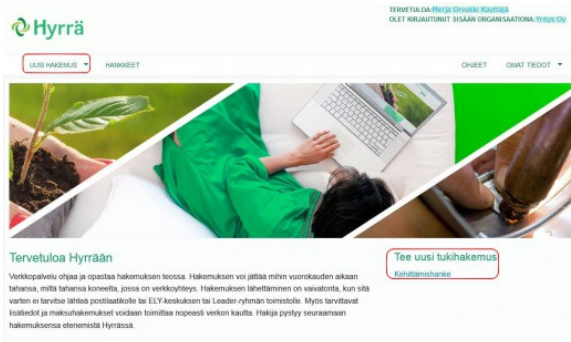 TERVETULOA: Merja Orvokki Käyttäjä
OLET KIRJAUTUNUT SISÄÄN ORGANISAATIONA: Yritys Oy
Hyrrä
UUSI HAKEMUS HANKKEET OHJEET OMAT TIEDOT
Tervetuloa Hyrrään
Verkkopalvelu ohjaa ja opastaa hakemuksen teossa. Hakemuksen voi jättää mihin vuorokauden aikaan
tahansa, miltä tahansa koneelta, jossa on verkkoyhteys. Hakemuksen lähettäminen on vaivatonta, kun sitä
varten ei tarvitse lähteä postilaatikolle tai ELY-keskuksen tai Leader-ryhmän toimistolle. Myös tarvittavat
lisätiedot ja maksuhakemukset voidaan toimittaa nopeasti verkon kautta. Hakija pystyy seuraamaan
hakemuksensa etenemistä Hyrrässä.
Tee uusi tukihakemus
Kehittämishanke